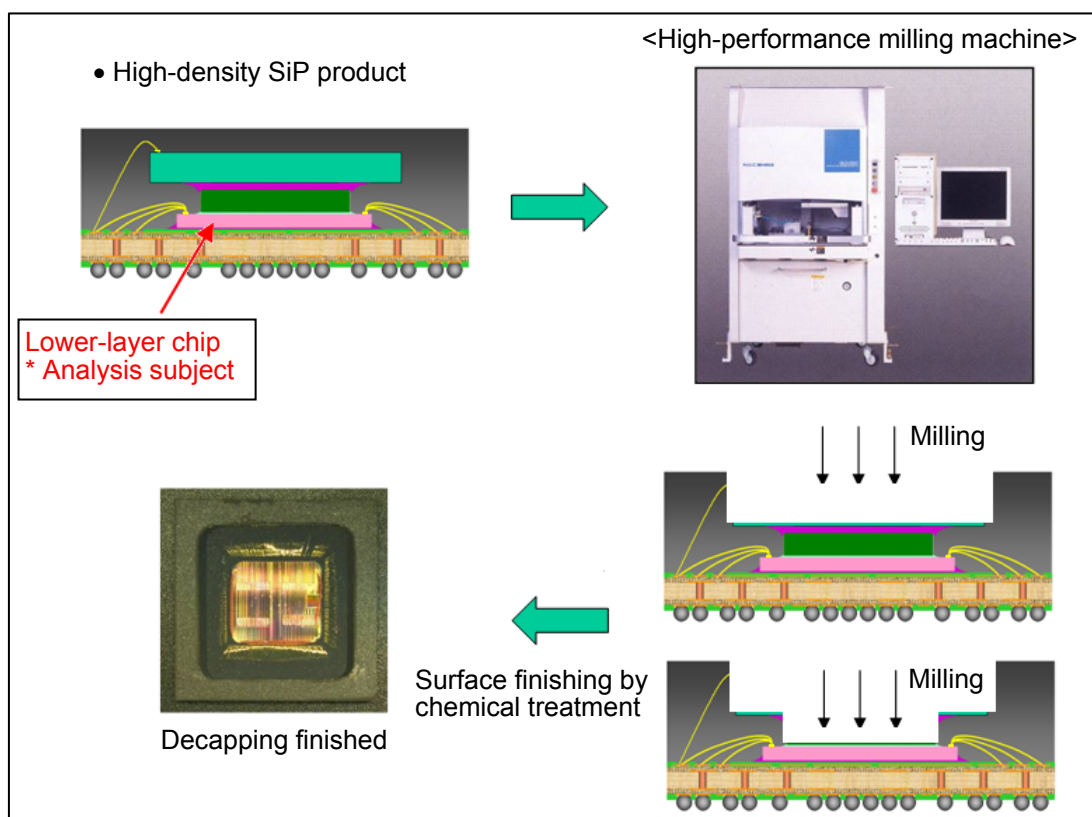 <High-performance milling machine>
• High-density SiP product
Lower-layer chip
* Analysis subject
Milling
Milling
Surface finishing by
chemical treatment
Decapping finished